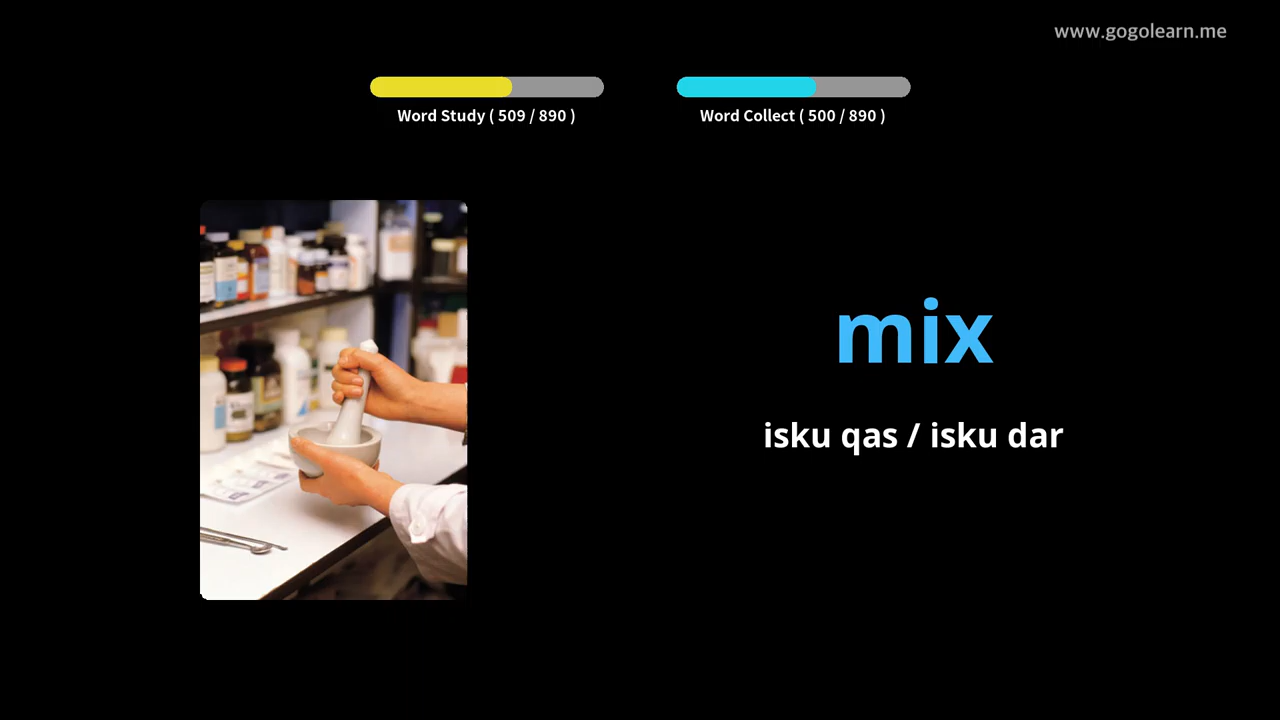 www.gogolearn.me
Word Study ( 509 / 890 )
Word Collect ( 500 / 890 )
mix
isku qas / isku dar